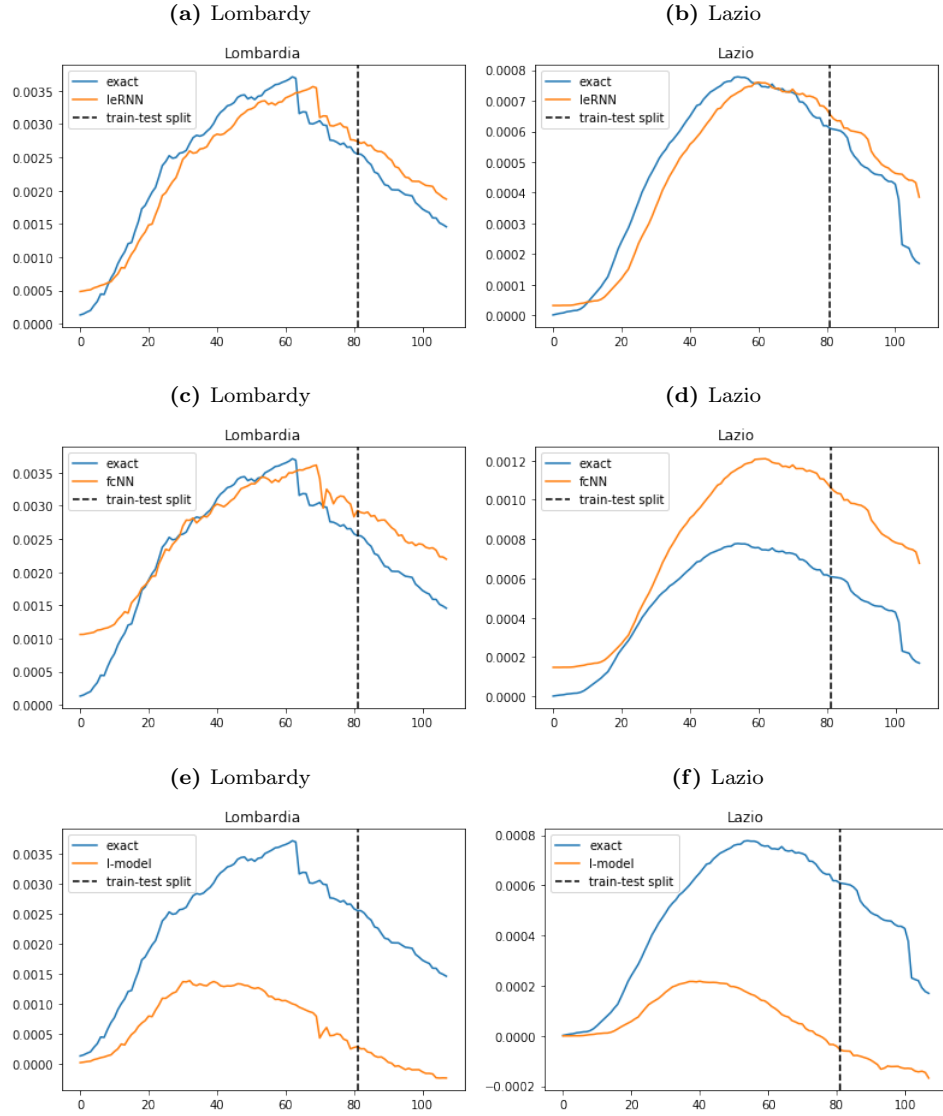 (a) Lombardy
(b) Lazio
Lombardia
exact
leRNN
train-test split
0.0035
0.0030
0.0025
0.0020
0.0015
0.0010
0.0005
0.0000
0 20 40 60 80 100
Lazio
exact
leRNN
train-test split
0.0008
0.0007
0.0006
0.0005
0.0004
0.0003
0.0002
0.0001
0.0000
0 20 40 60 80 100
(c) Lombardy
(d) Lazio
Lombardia
exact
fcNN
train-test split
0.0035
0.0030
0.0025
0.0020
0.0015
0.0010
0.0005
0.0000
0 20 40 60 80 100
Lazio
exact
fcNN
train-test split
0.0012
0.0010
0.0008
0.0006
0.0004
0.0002
0.0000
0 20 40 60 80 100
(e) Lombardy
(f) Lazio
Lombardia
exact
l-model
train-test split
0.0035
0.0030
0.0025
0.0020
0.0015
0.0010
0.0005
0.0000
0 20 40 60 80 100
Lazio
exact
l-model
train-test split
0.0008
0.0006
0.0004
0.0002
0.0000
−0.0002
0 20 40 60 80 100